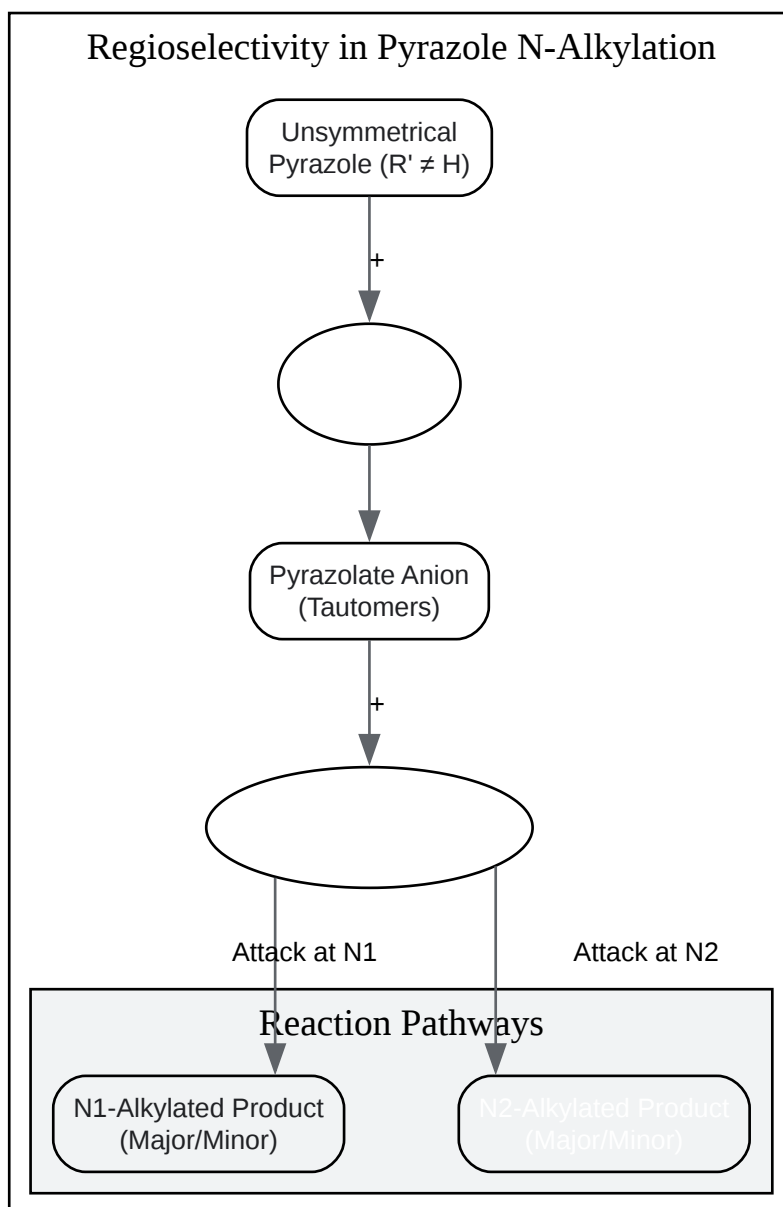 Regioselectivity in Pyrazole N-Alkylation
Unsymmetrical
Pyrazole (R' ≠ H)
+
Pyrazolate Anion
(Tautomers)
+
Attack at N1
Attack at N2
Reaction Pathways
N1-Alkylated Product
(Major/Minor)
N2-Alkylated Product
(Major/Minor)